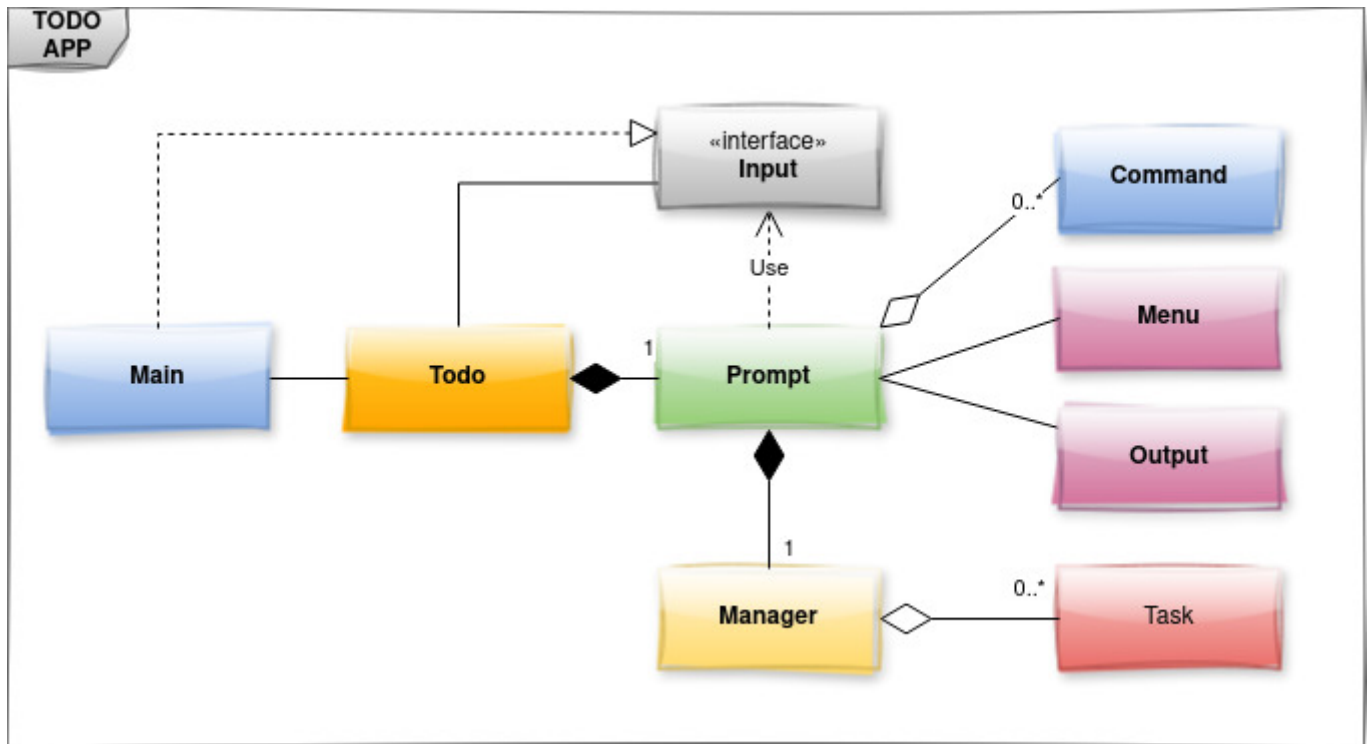 TODO
APP
«interface»
Input
Command
0..*
Use
Menu
Main
Todo
1
Prompt
Output
1
Manager
0..*
Task